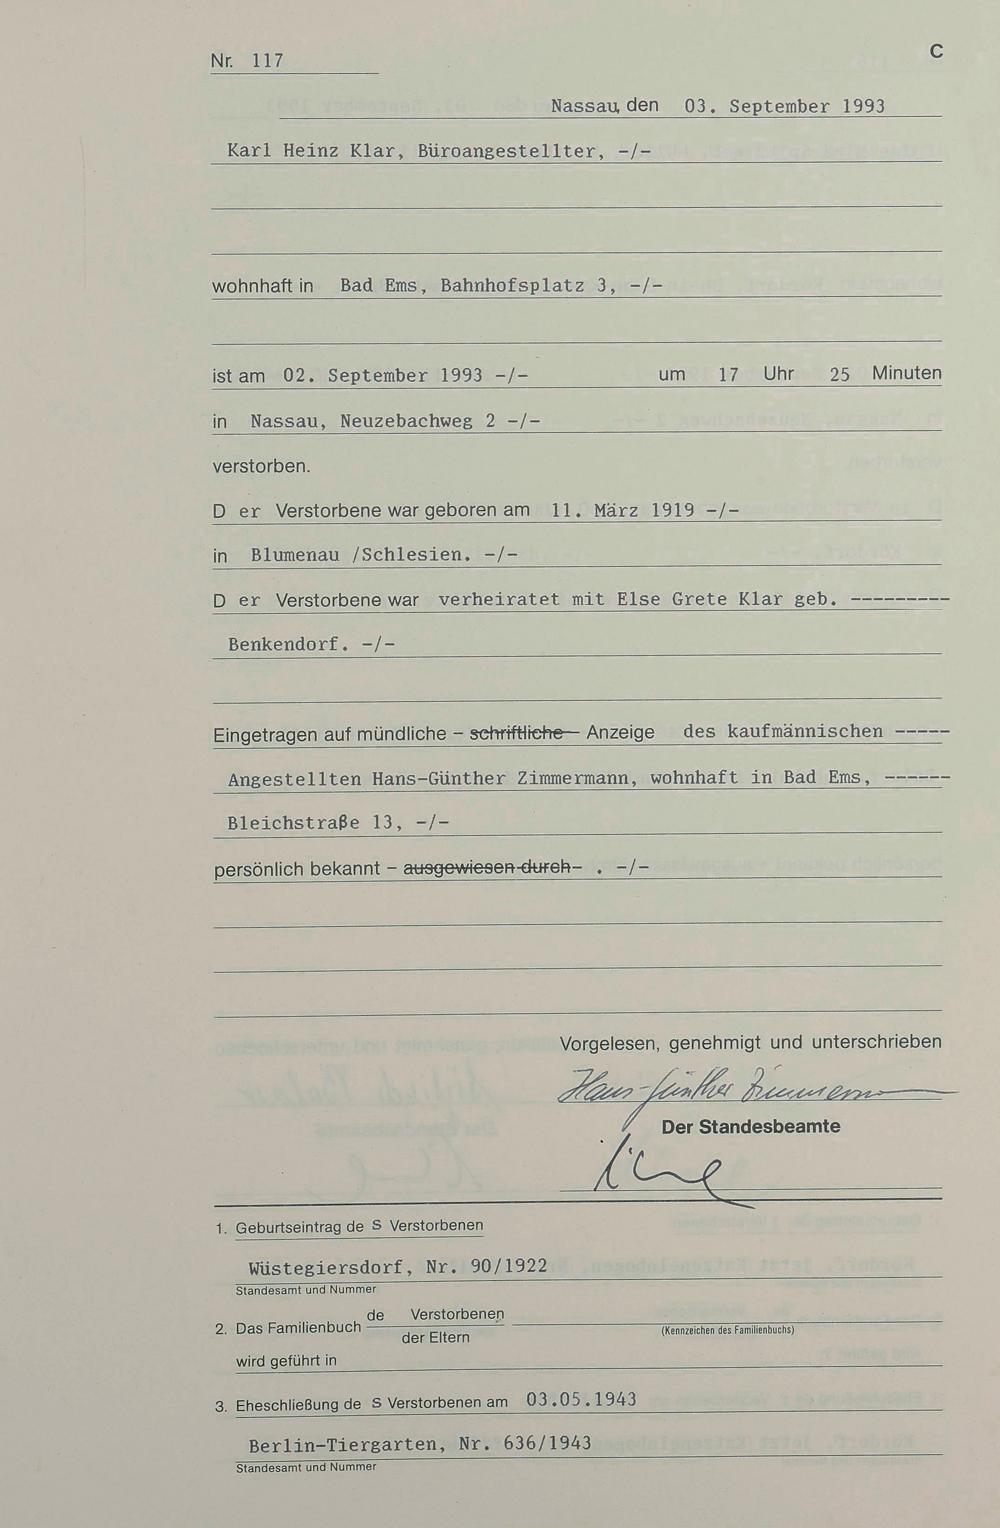 Nr. 117
C
Nassau, den 03. September 1993
Karl Heinz Klar, Büroangestellter, -/-
wohnhaft in Bad Ems, Bahnhofsplatz 3, -/-
ist am 02. September 1993 -/- um 17 Uhr 25 Minuten
in Nassau, Neuzebachweg 2 -/-
verstorben.
D er Verstorbene war geboren am 11. März 1919 -/-
in Blumenau /Schlesien. -/-
D er Verstorbene war verheiratet mit Else Grete Klar geb. ---------
Benkendorf. -/-
Eingetragen auf mündliche – schriftliche – Anzeige des kaufmännischen -----
Angestellten Hans-Günther Zimmermann, wohnhaft in Bad Ems, ------
Bleichstraße 13, -/-
persönlich bekannt – ausgewiesen durch – . -/-
Vorgelesen, genehmigt und unterschrieben
Hans-Günther Zimmermann
Der Standesbeamte
1. Geburtseintrag de s Verstorbenen
Wüstegiersdorf, Nr. 90/1922
Standesamt und Nummer
2. Das Familienbuch de Verstorbenen
der Eltern
(Kennzeichen des Familienbuchs)
wird geführt in
3. Eheschließung de s Verstorbenen am 03.05.1943
Berlin-Tiergarten, Nr. 636/1943
Standesamt und Nummer